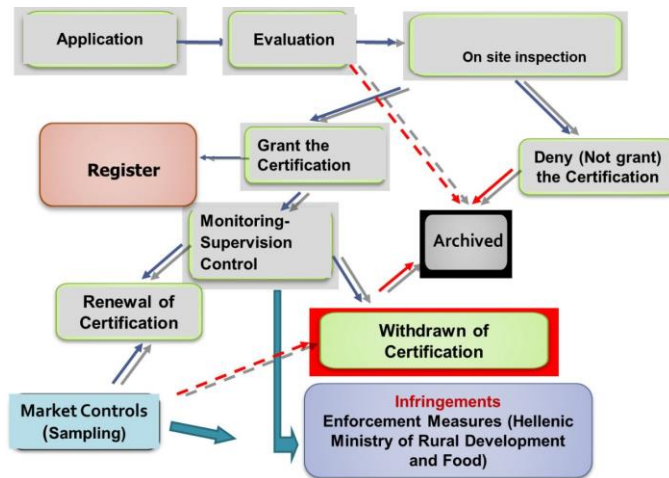 Application
Evaluation
On site inspection
Grant the
Certification
Register
Deny (Not grant)
the Certification
Monitoring-
Supervision
Control
Archived
Renewal of
Certification
Withdrawn of
Certification
Market Controls
(Sampling)
Infringements
Enforcement Measures (Hellenic
Ministry of Rural Development
and Food)